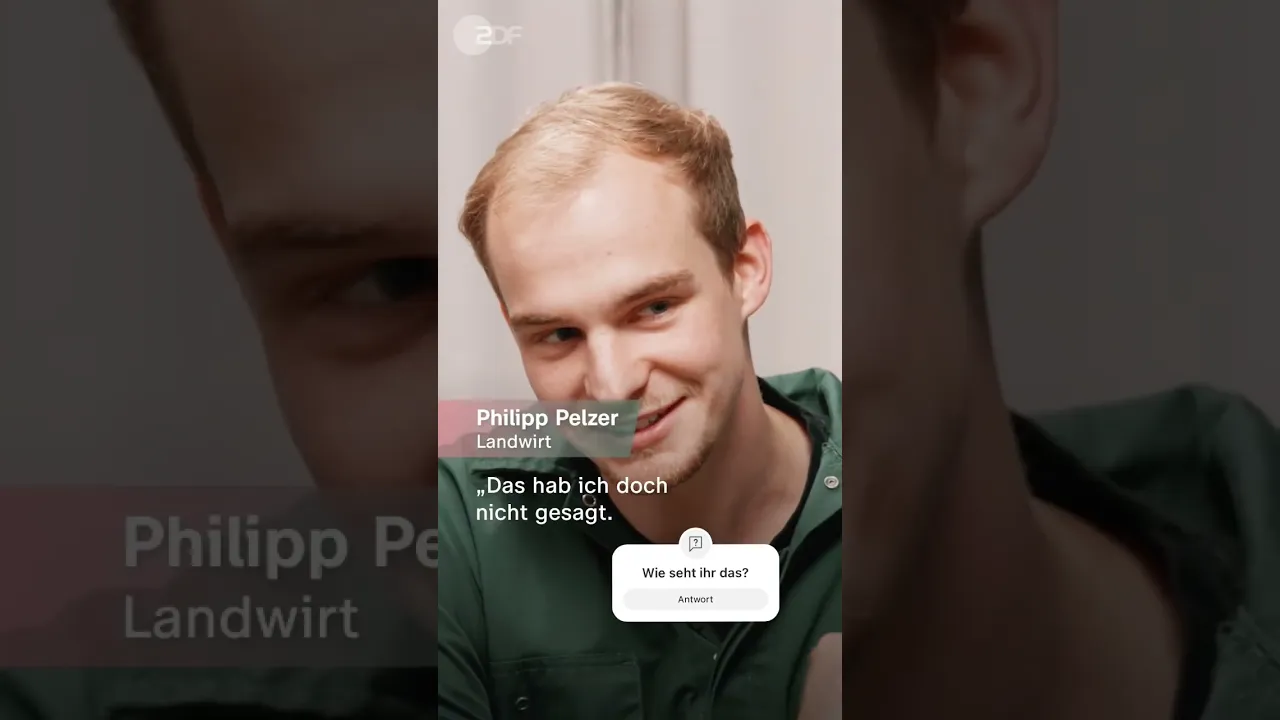 ZDF
Philipp Pelzer
Landwirt
„Das hab ich doch
nicht gesagt.
Wie seht ihr das?
Antwort
Philipp Pe
Landwirt